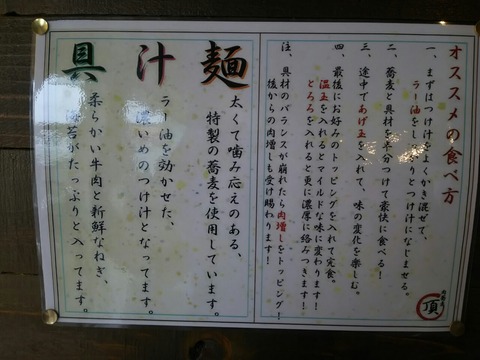 オススメの食べ方
一、まずはつけ汁をよくかき混ぜて、
ラー油をしっかりとつけ汁になじませる。
二、蕎麦と具材を半分つけて豪快に食べる!
三、途中であげ玉を入れて、味の変化を楽しむ。
四、最後にお好みのトッピングを入れて完食。
温玉を入れるとマイルドな味に変わります!
とろろを入れると更に濃厚に絡みつきます!
注、具材のバランスが崩れたら肉増しをトッピング!
後からの肉増しも受け賜わります!
頂
麺
太くて噛み応えのある、
特製の蕎麦を使用しています。
汁
ラー油を効かせた、
濃いめのつけ汁となってます。
具
柔らかい牛肉と新鮮なねぎ、
海苔がたっぷりと入ってます。